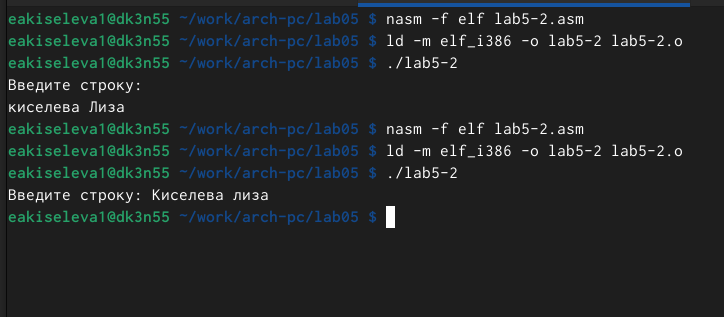 eakiseleva1@dk3n55 ~/work/arch-pc/lab05 $ nasm -f elf lab5-2.asm
eakiseleva1@dk3n55 ~/work/arch-pc/lab05 $ ld -m elf_i386 -o lab5-2 lab5-2.o
eakiseleva1@dk3n55 ~/work/arch-pc/lab05 $ ./lab5-2
Введите строку:
киселева Лиза
eakiseleva1@dk3n55 ~/work/arch-pc/lab05 $ nasm -f elf lab5-2.asm
eakiseleva1@dk3n55 ~/work/arch-pc/lab05 $ ld -m elf_i386 -o lab5-2 lab5-2.o
eakiseleva1@dk3n55 ~/work/arch-pc/lab05 $ ./lab5-2
Введите строку: Киселева лиза
eakiseleva1@dk3n55 ~/work/arch-pc/lab05 $